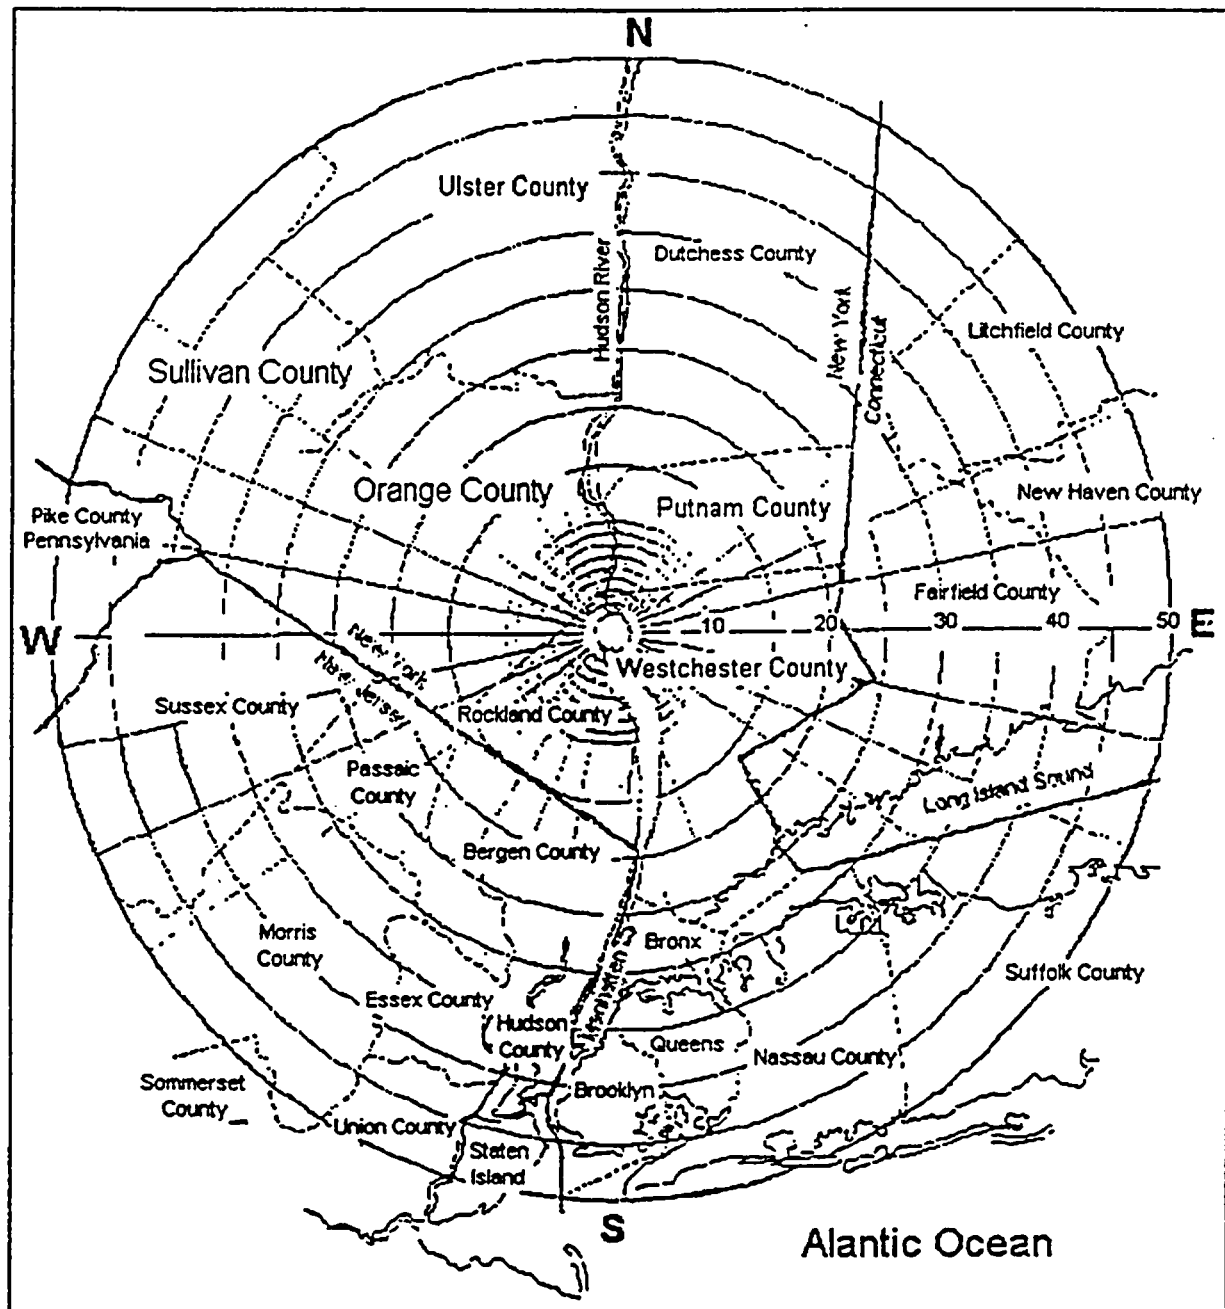 N
Ulster County
Dutchess County
Hudson River
New York
Connecticut
Litchfield County
Sullivan County
Orange County
Putnam County
New Haven County
Pike County
Pennsylvania
Fairfield County
W
10
20
30
40
50
E
New York
New Jersey
Westchester County
Sussex County
Rockland County
Passaic
County
Long Island Sound
Bergen County
Morris
County
Bronx
Manhatten
Suffolk County
Essex County
Hudson
County
Queens
Nassau County
Sommerset
County
Brooklyn
Union County
Staten
Island
S
Alantic Ocean